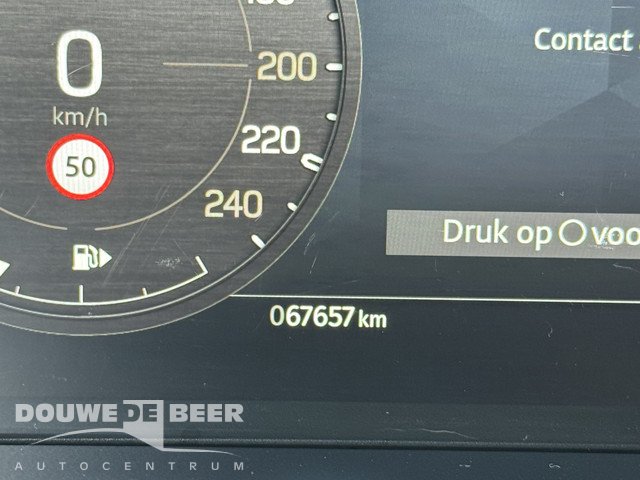 Contact
0
200
km/h
220
50
240
Druk op
067657 km
DOUWE DE BEER
AUTOCENTRUM